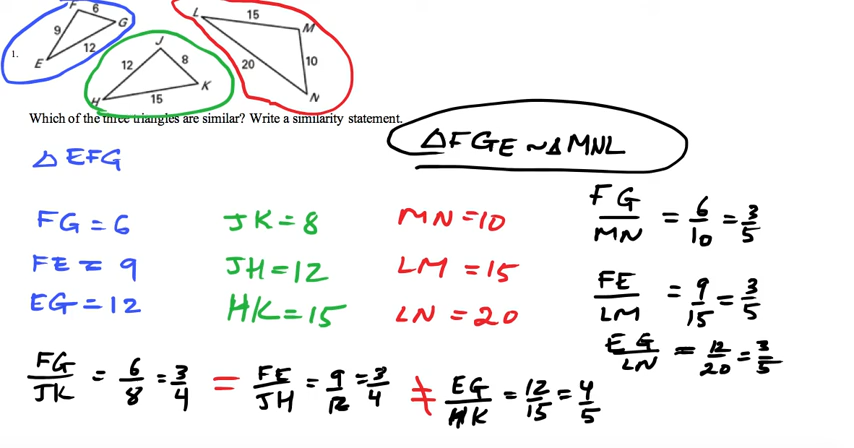 F 6 G
9
12
E
1.
J
12 8
K
H 15
L 15
M
20 10
N
Which of the three triangles are similar? Write a similarity statement.
△FGE ~ △MNL
△ EFG
FG = 6
FE = 9
EG = 12
JK = 8
JH = 12
HK = 15
MN = 10
LM = 15
LN = 20
FG/MN = 6/10 = 3/5
FE/LM = 9/15 = 3/5
EG/LN = 12/20 = 3/5
FG/JK = 6/8 = 3/4 = FE/JH = 9/12 = 3/4 ≠ EG/HK = 12/15 = 4/5